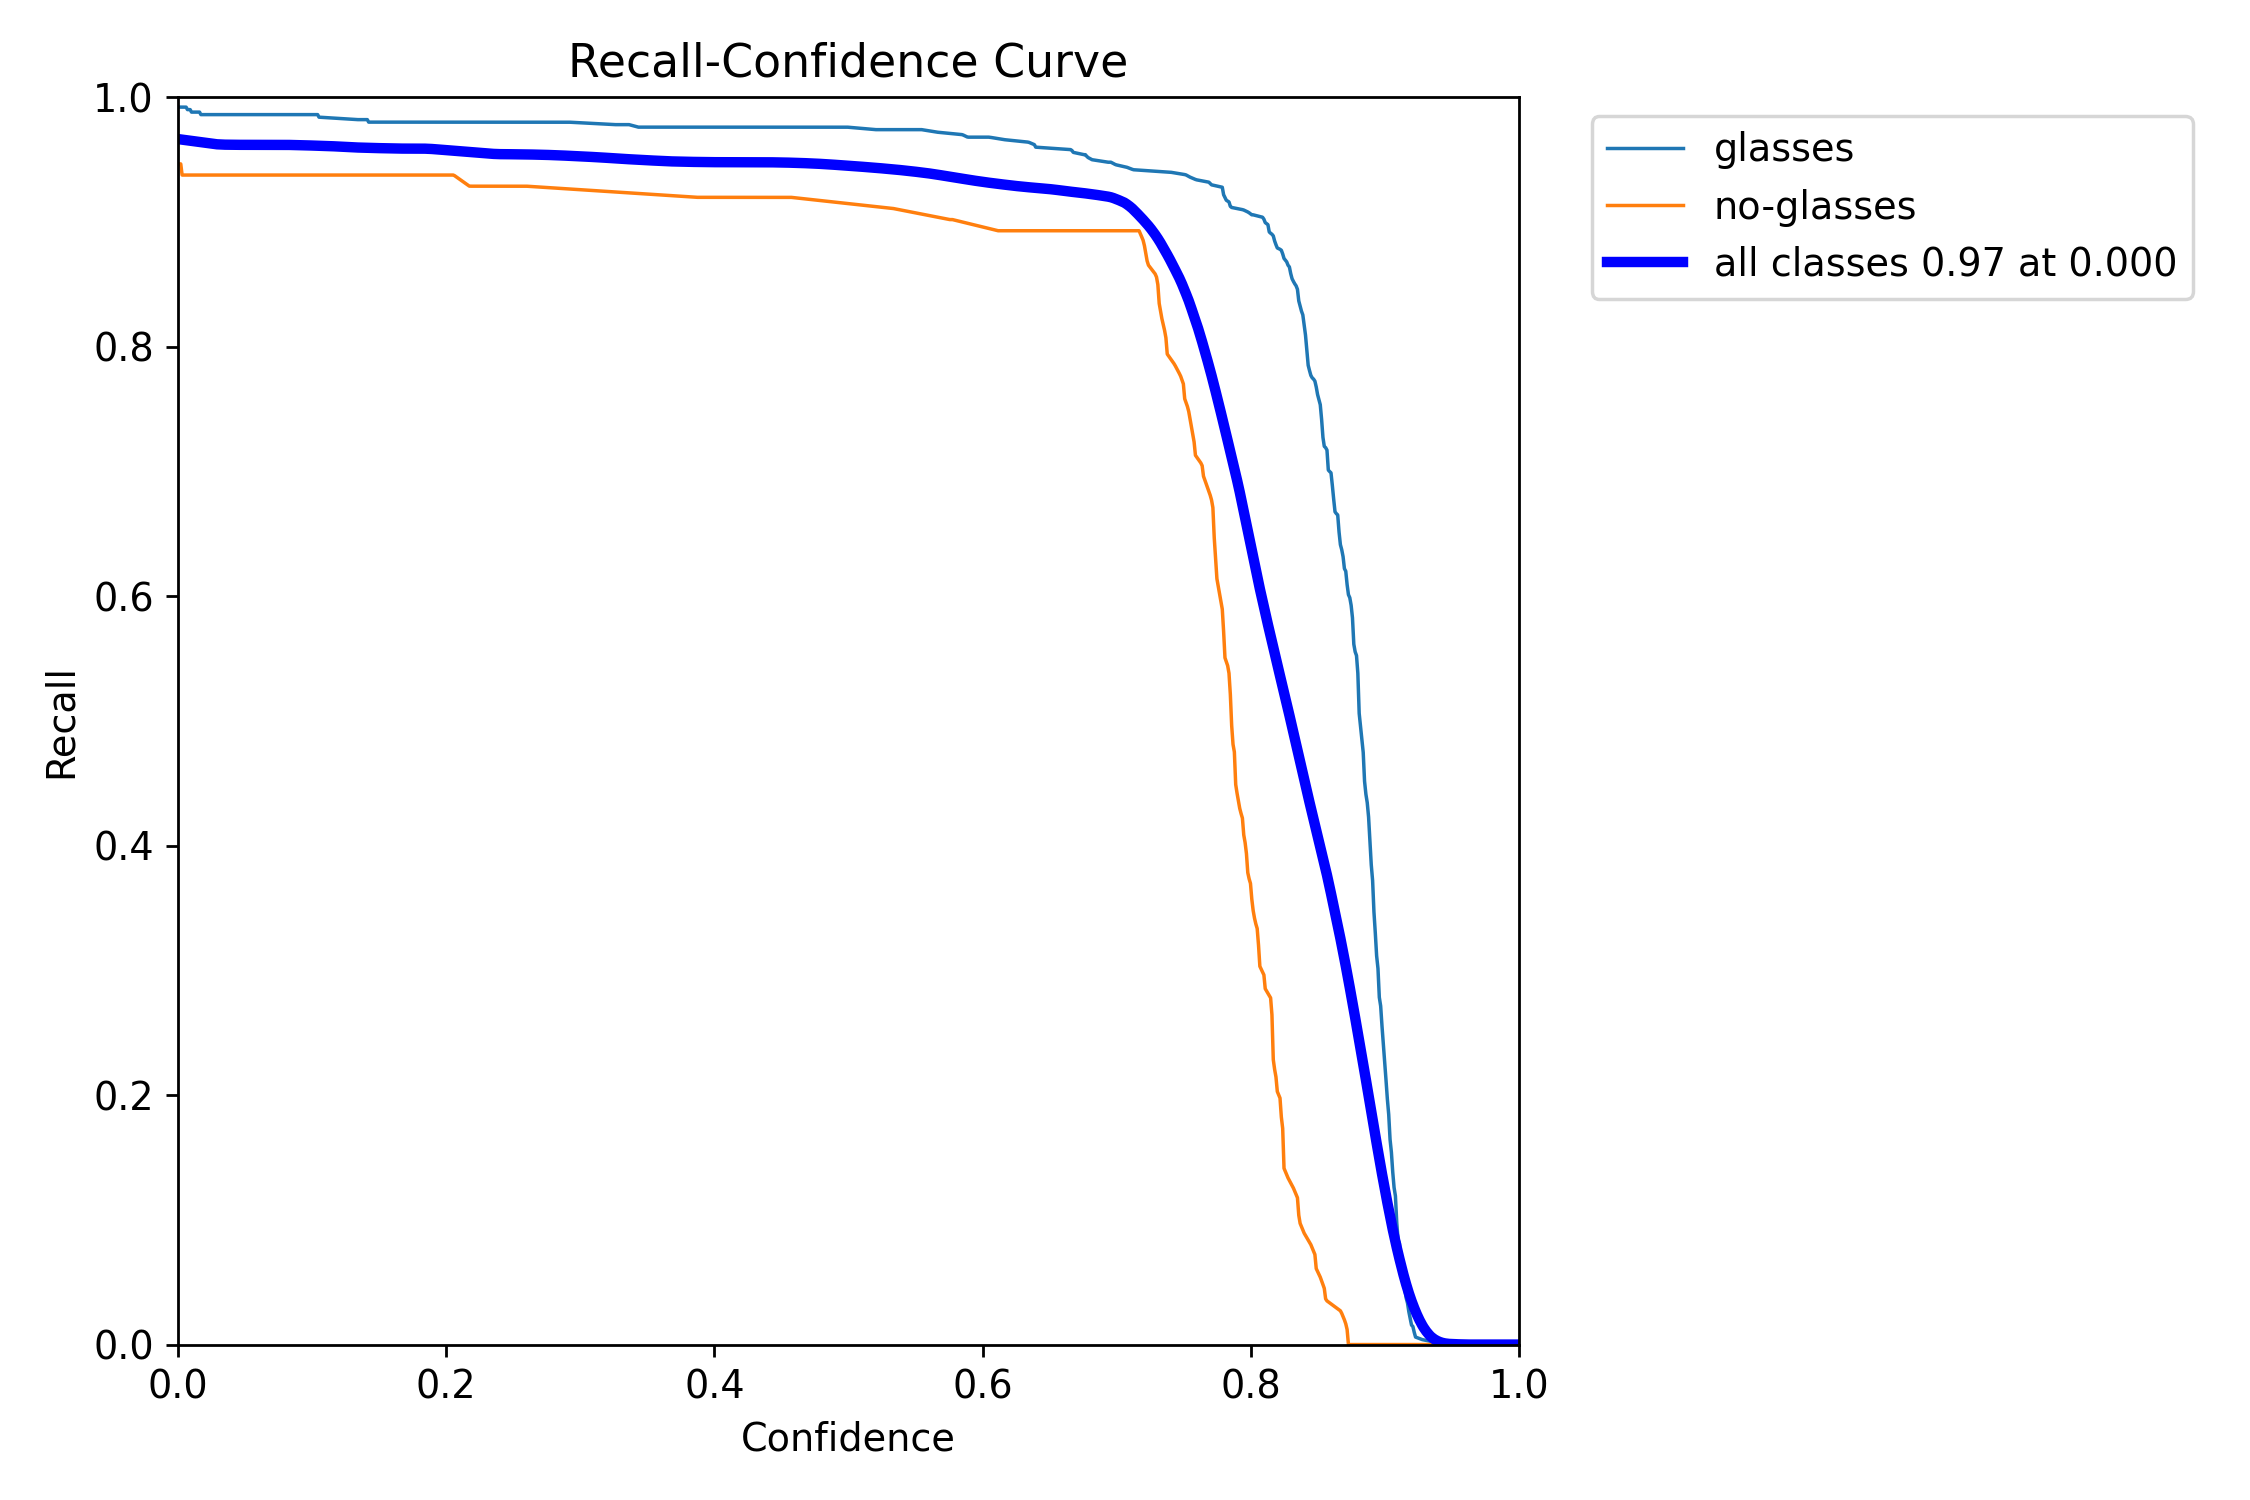 Recall-Confidence Curve
1.0
0.8
0.6
0.4
0.2
0.0
Recall
0.0 0.2 0.4 0.6 0.8 1.0
Confidence
glasses
no-glasses
all classes 0.97 at 0.000